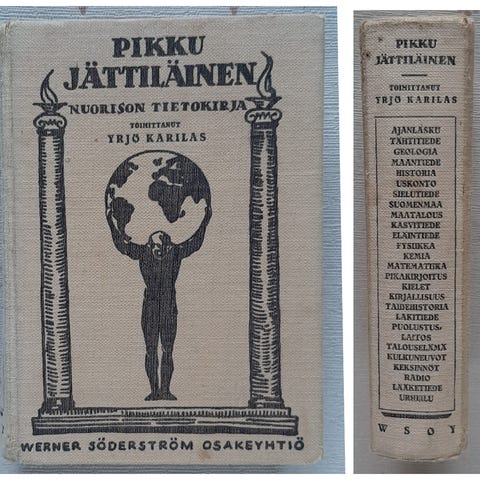 PIKKU
JÄTTILÄINEN
NUORISON TIETOKIRJA
TOIMITTANUT
YRJÖ KARILAS
WERNER SÖDERSTRÖM OSAKEYHTIÖ
PIKKU
JÄTTILÄINEN
TOIMITTANUT
YRJÖ KARILAS
AJANLASKU
TÄHTITIEDE
GEOLOGIA
MAANTIEDE
HISTORIA
USKONTO
SIELUTIEDE
SUOMENMAA
MAATALOUS
KASVITIEDE
ELÄINTIEDE
FYSIIKKA
KEMIA
MATEMATIIKA
PIKAKIRJOITUS
KIELET
KIRJALLISUUS
TAIDEHISTORIA
LAKITIEDE
PUOLUSTUS-
LAITOS
TALOUSELÄMÄ
KULKUNEUVOT
KEKSINNÖT
RADIO
LÄÄKETIEDE
URHEILU
WSOY